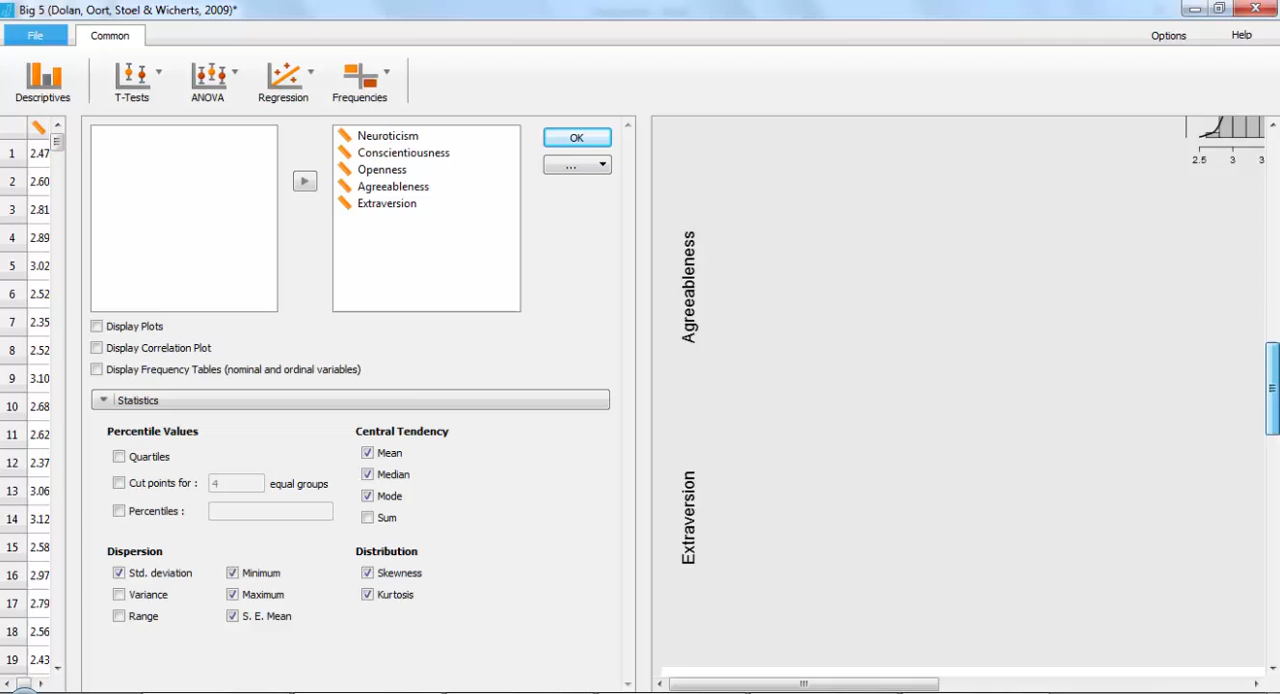 Big 5 (Dolan, Oort, Stoel & Wicherts, 2009)*
File
Common
Options
Help
Descriptives
T-Tests
ANOVA
Regression
Frequencies
1 2.47
2 2.60
3 2.81
4 2.89
5 3.02
6 2.52
7 2.35
8 2.52
9 3.10
10 2.68
11 2.62
12 2.37
13 3.06
14 3.12
15 2.58
16 2.97
17 2.79
18 2.56
19 2.43
Neuroticism
Conscientiousness
Openness
Agreeableness
Extraversion
OK
...
Display Plots
Display Correlation Plot
Display Frequency Tables (nominal and ordinal variables)
Statistics
Percentile Values
Quartiles
Cut points for : 4 equal groups
Percentiles :
Central Tendency
Mean
Median
Mode
Sum
Dispersion
Std. deviation
Minimum
Variance
Maximum
Range
S. E. Mean
Distribution
Skewness
Kurtosis
2.5 3 3
Agreeableness
Extraversion